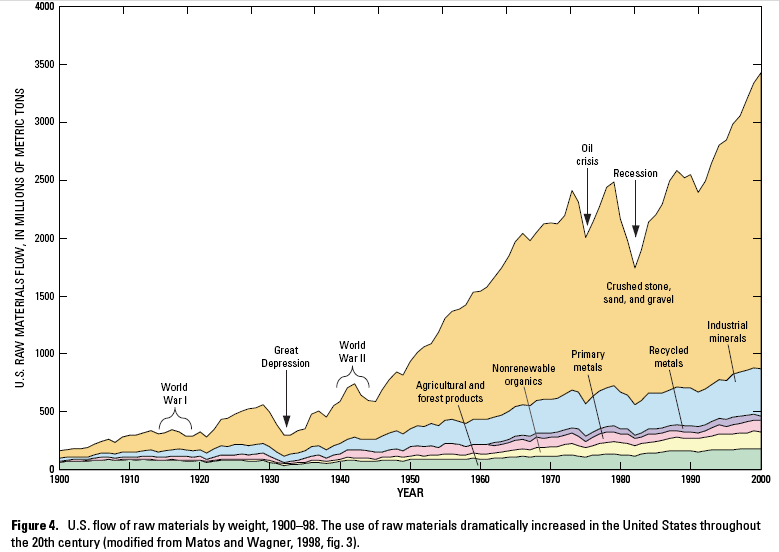 4000
3500
3000
2500
2000
1500
1000
500
0
U.S. RAW MATERIALS FLOW, IN MILLIONS OF METRIC TONS
World
War I
Great
Depression
World
War II
Oil
crisis
Recession
Crushed stone,
sand, and gravel
Industrial
minerals
Recycled
metals
Primary
metals
Nonrenewable
organics
Agricultural and
forest products
1900 1910 1920 1930 1940 1950 1960 1970 1980 1990 2000
YEAR
Figure 4. U.S. flow of raw materials by weight, 1900–98. The use of raw materials dramatically increased in the United States throughout
the 20th century (modified from Matos and Wagner, 1998, fig. 3).